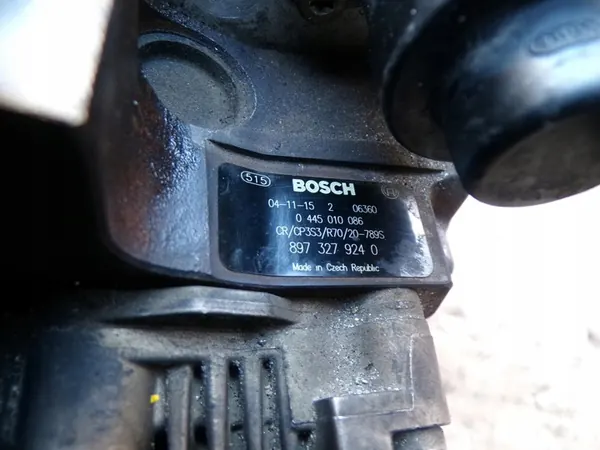 515 BOSCH
04-11-15 2 06360
0 445 010 086
CR/CP3S3/R70/20-789S
897 327 924 0
Made in Czech Republic